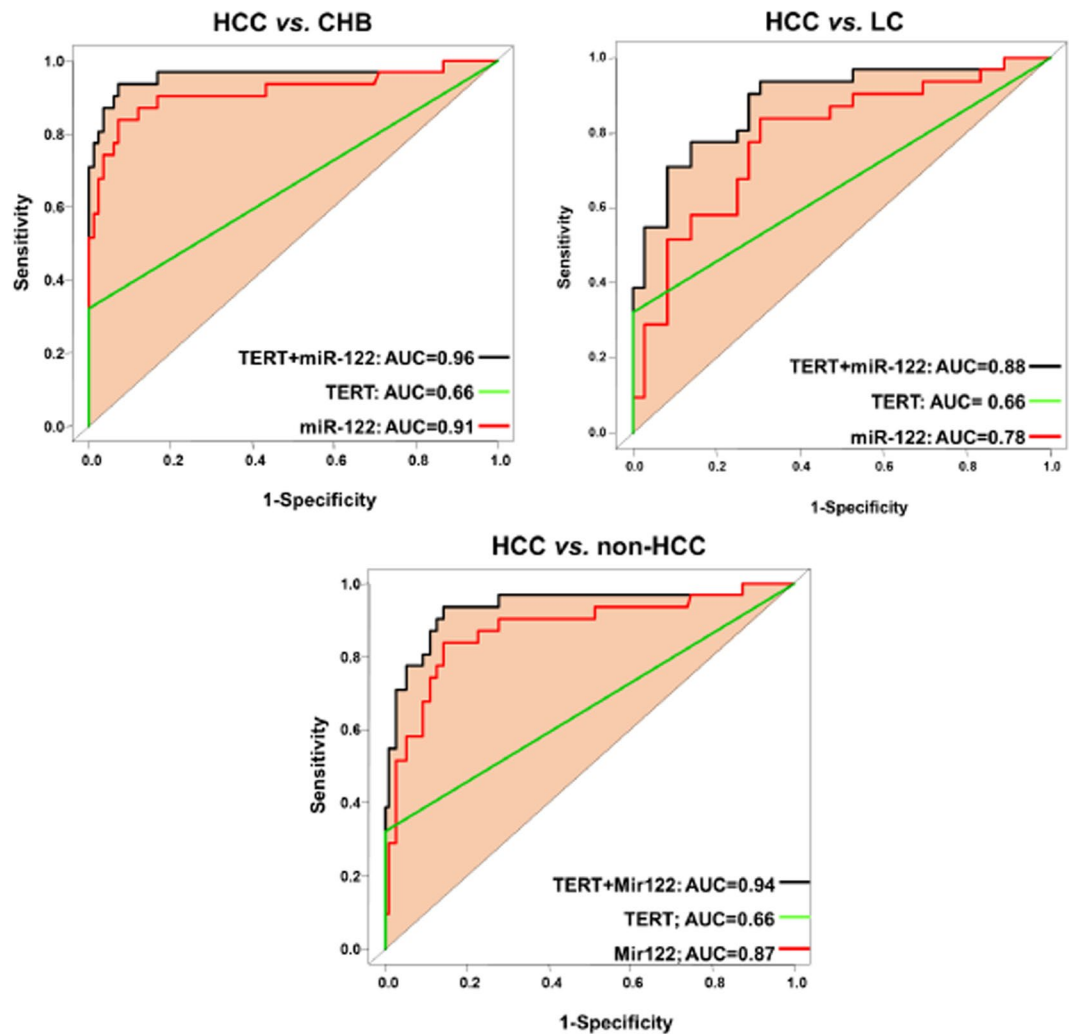 HCC vs. CHB
1.0
0.8
0.6
0.4
0.2
0.0
Sensitivity
TERT+miR-122: AUC=0.96
TERT: AUC=0.66
miR-122: AUC=0.91
0.0 0.2 0.4 0.6 0.8 1.0
1-Specificity
HCC vs. LC
1.0
0.8
0.6
0.4
0.2
0.0
Sensitivity
TERT+miR-122: AUC=0.88
TERT: AUC= 0.66
miR-122: AUC=0.78
0.0 0.2 0.4 0.6 0.8 1.0
1-Specificity
HCC vs. non-HCC
1.0
0.8
0.6
0.4
0.2
0.0
Sensitivity
TERT+Mir122: AUC=0.94
TERT; AUC=0.66
Mir122; AUC=0.87
0.0 0.2 0.4 0.6 0.8 1.0
1-Specificity